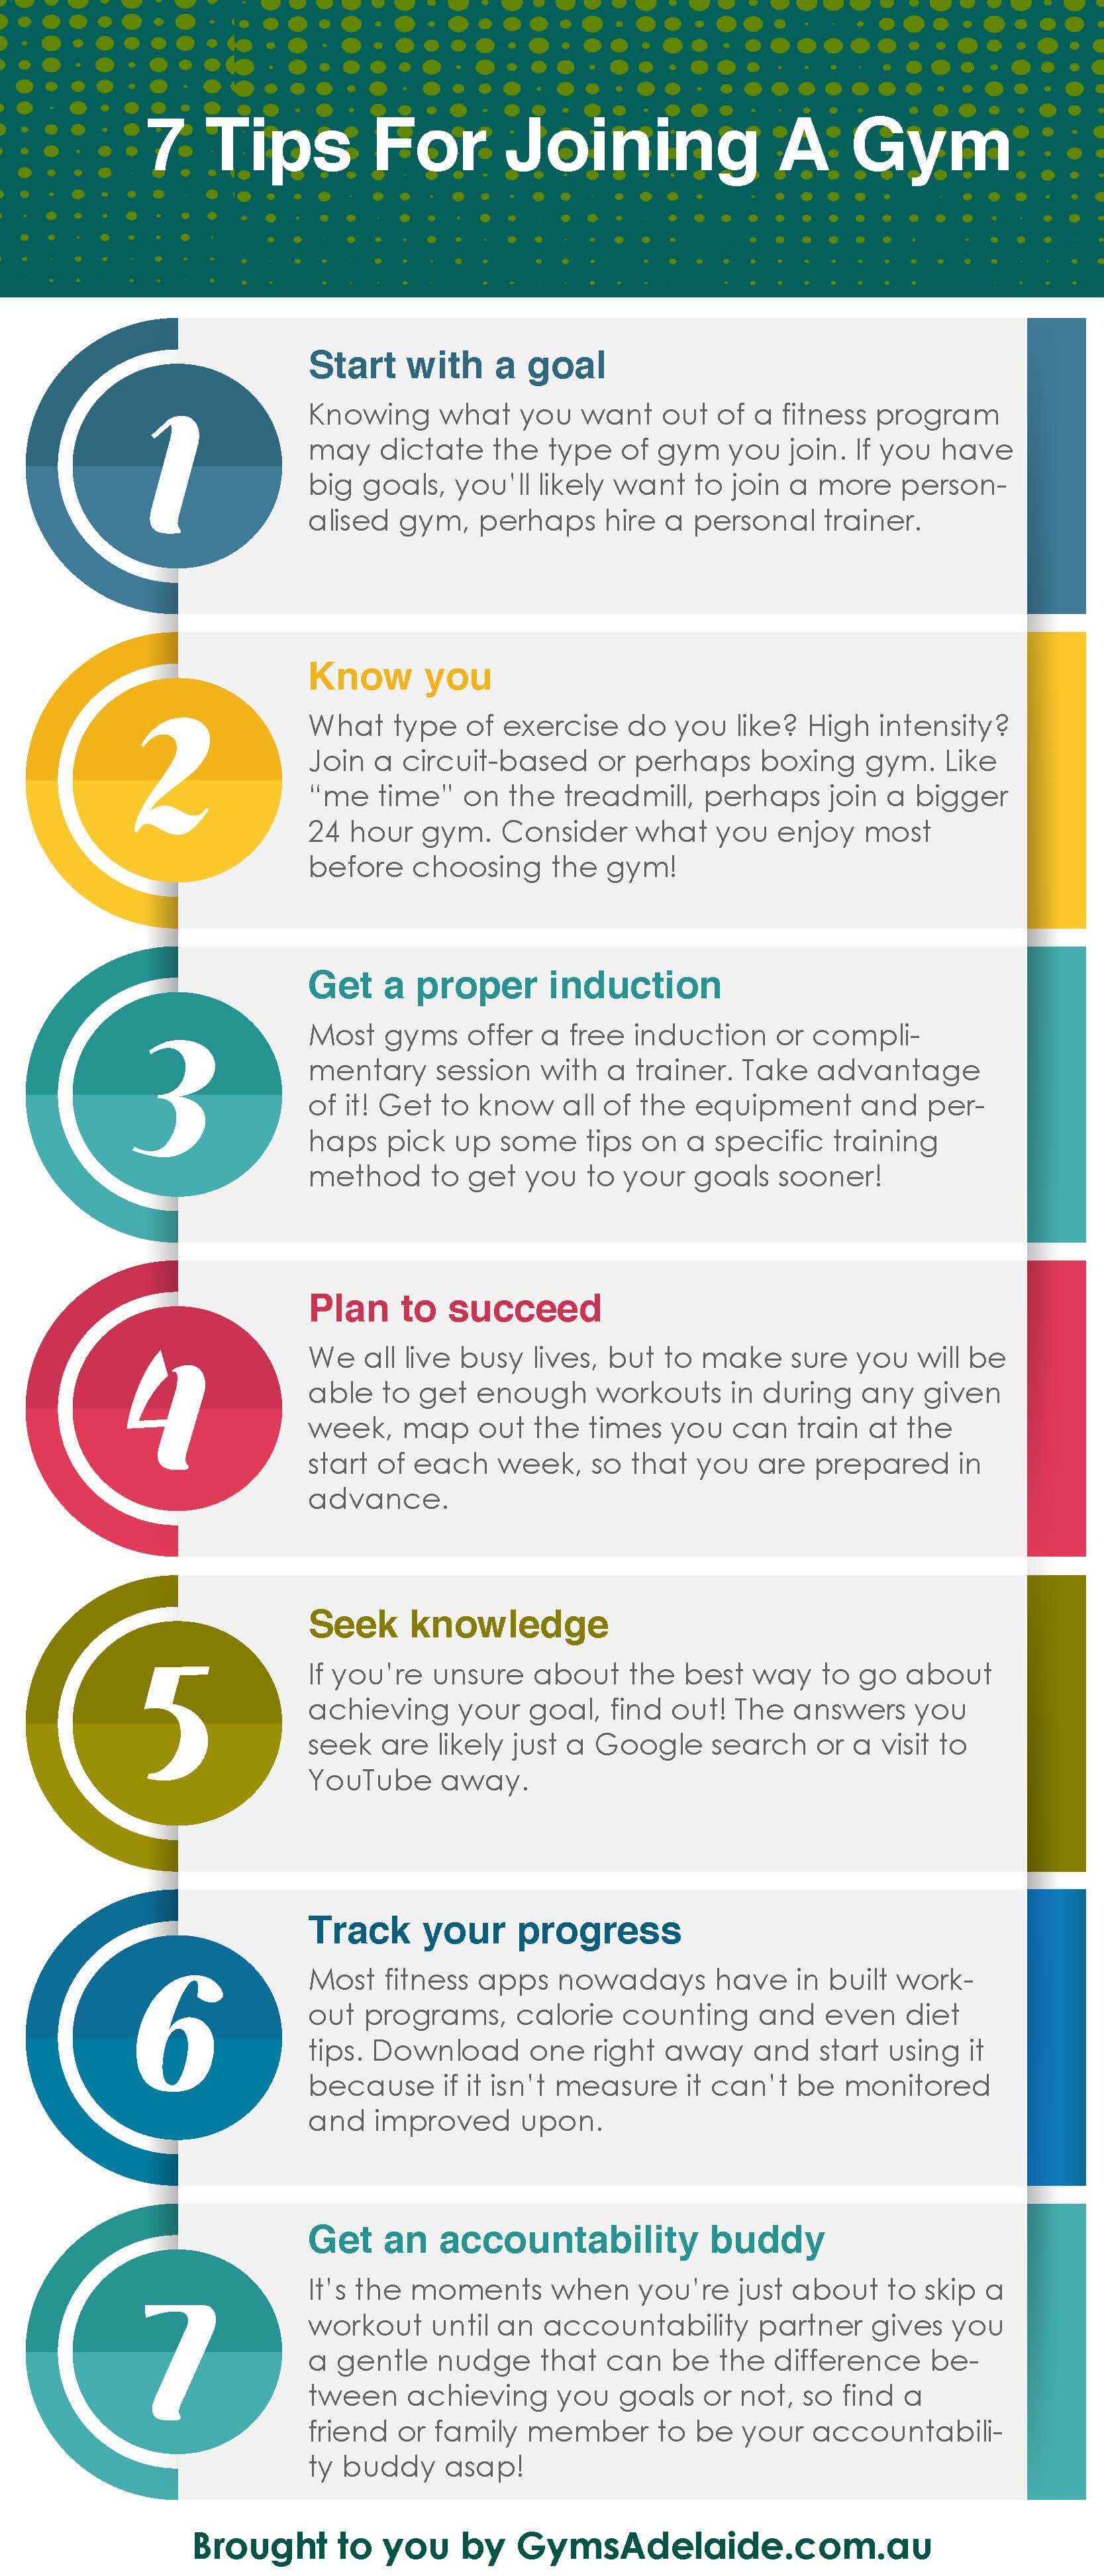 7 Tips For Joining A Gym
1
Start with a goal
Knowing what you want out of a fitness program
may dictate the type of gym you join. If you have
big goals, you'll likely want to join a more person-
alised gym, perhaps hire a personal trainer.
2
Know you
What type of exercise do you like? High intensity?
Join a circuit-based or perhaps boxing gym. Like
“me time” on the treadmill, perhaps join a bigger
24 hour gym. Consider what you enjoy most
before choosing the gym!
3
Get a proper induction
Most gyms offer a free induction or compli-
mentary session with a trainer. Take advantage
of it! Get to know all of the equipment and per-
haps pick up some tips on a specific training
method to get you to your goals sooner!
4
Plan to succeed
We all live busy lives, but to make sure you will be
able to get enough workouts in during any given
week, map out the times you can train at the
start of each week, so that you are prepared in
advance.
5
Seek knowledge
If you're unsure about the best way to go about
achieving your goal, find out! The answers you
seek are likely just a Google search or a visit to
YouTube away.
6
Track your progress
Most fitness apps nowadays have in built work-
out programs, calorie counting and even diet
tips. Download one right away and start using it
because if it isn't measure it can't be monitored
and improved upon.
7
Get an accountability buddy
It's the moments when you're just about to skip a
workout until an accountability partner gives you
a gentle nudge that can be the difference be-
tween achieving you goals or not, so find a
friend or family member to be your accountabili-
ty buddy asap!
Brought to you by GymsAdelaide.com.au